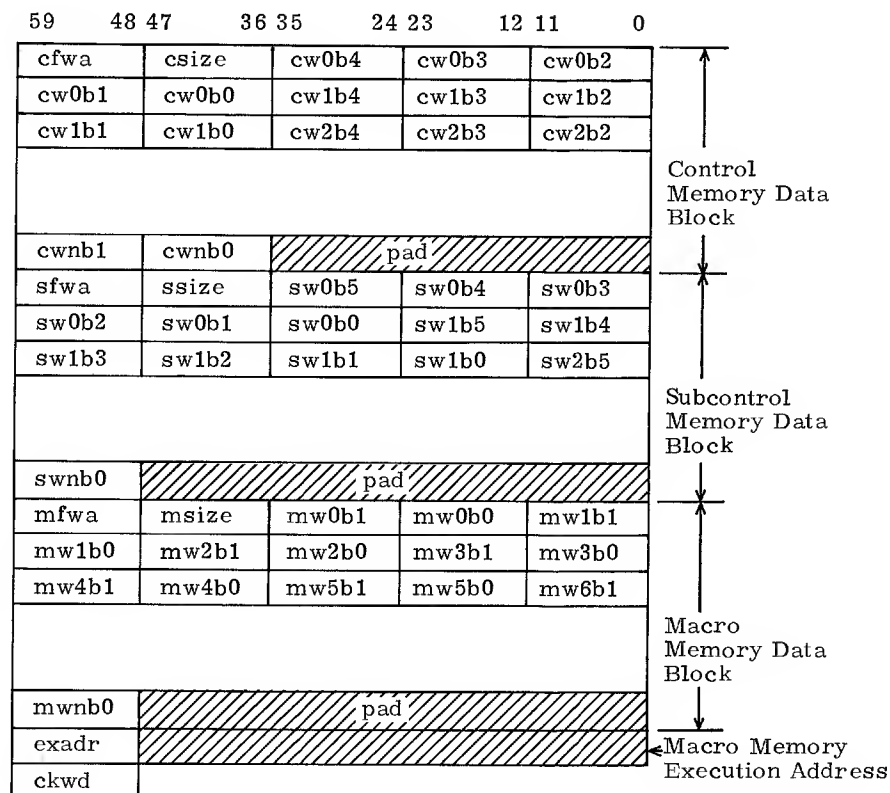 59 48 47 36 35 24 23 12 11 0
cfwa csize cw0b4 cw0b3 cw0b2
cw0b1 cw0b0 cw1b4 cw1b3 cw1b2
cw1b1 cw1b0 cw2b4 cw2b3 cw2b2
Control
Memory Data
Block
cwnb1 cwnb0 pad
sfwa ssize sw0b5 sw0b4 sw0b3
sw0b2 sw0b1 sw0b0 sw1b5 sw1b4
sw1b3 sw1b2 sw1b1 sw1b0 sw2b5
Subcontrol
Memory Data
Block
swnb0 pad
mfwa msize mw0b1 mw0b0 mw1b1
mw1b0 mw2b1 mw2b0 mw3b1 mw3b0
mw4b1 mw4b0 mw5b1 mw5b0 mw6b1
Macro
Memory Data
Block
mwnb0 pad
exadr
Macro Memory
Execution Address
ckwd